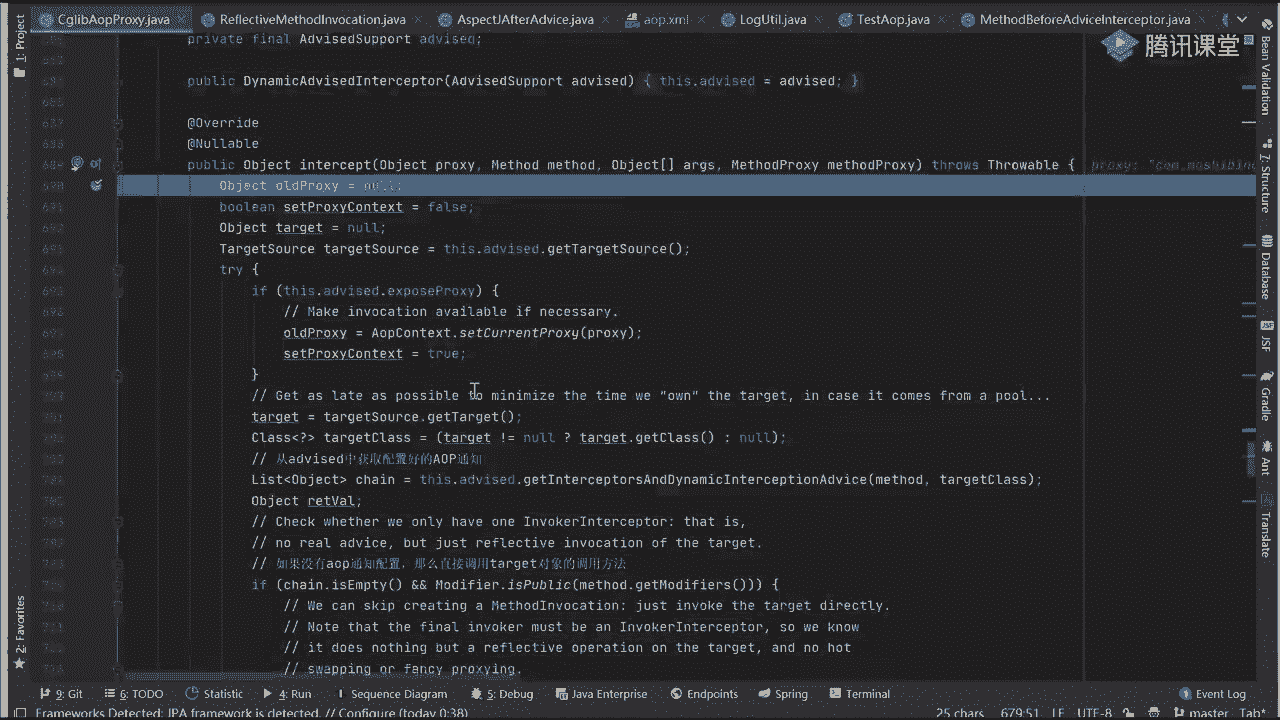 CglibAopProxy.java
ReflectiveMethodInvocation.java
AspectJAfterAdvice.java
aop.xml
LogUtil.java
TestAop.java
MethodBeforeAdviceInterceptor.java
腾讯课堂
1: Project
2: Favorites
Bean Validation
Z: Structure
Database
JSF
Gradle
Ant
Translate
private final AdvisedSupport advised;
public DynamicAdvisedInterceptor(AdvisedSupport advised) { this.advised = advised; }
@Override
@Nullable
public Object intercept(Object proxy, Method method, Object[] args, MethodProxy methodProxy) throws Throwable {
Object oldProxy = null;
boolean setProxyContext = false;
Object target = null;
TargetSource targetSource = this.advised.getTargetSource();
try {
if (this.advised.exposeProxy) {
// Make invocation available if necessary.
oldProxy = AopContext.setCurrentProxy(proxy);
setProxyContext = true;
}
// Get as late as possible to minimize the time we "own" the target, in case it comes from a pool...
target = targetSource.getTarget();
Class<?> targetClass = (target != null ? target.getClass() : null);
// 从advised中获取配置好的AOP通知
List<Object> chain = this.advised.getInterceptorsAndDynamicInterceptionAdvice(method, targetClass);
Object retVal;
// Check whether we only have one InvokerInterceptor: that is,
// no real advice, but just reflective invocation of the target.
// 如果没有aop通知配置，那么直接调用target对象的调用方法
if (chain.isEmpty() && Modifier.isPublic(method.getModifiers())) {
// We can skip creating a MethodInvocation: just invoke the target directly.
// Note that the final invoker must be an InvokerInterceptor, so we know
// it does nothing but a reflective operation on the target, and no hot
// swapping or fancy proxying.
9: Git
6: TODO
Statistic
4: Run
Sequence Diagram
5: Debug
Java Enterprise
Endpoints
Spring
Terminal
Event Log
Frameworks Detected: JPA framework is detected. // Configure (today 0:38)
25 chars
679:51
LF
UTF-8
master
Tab*